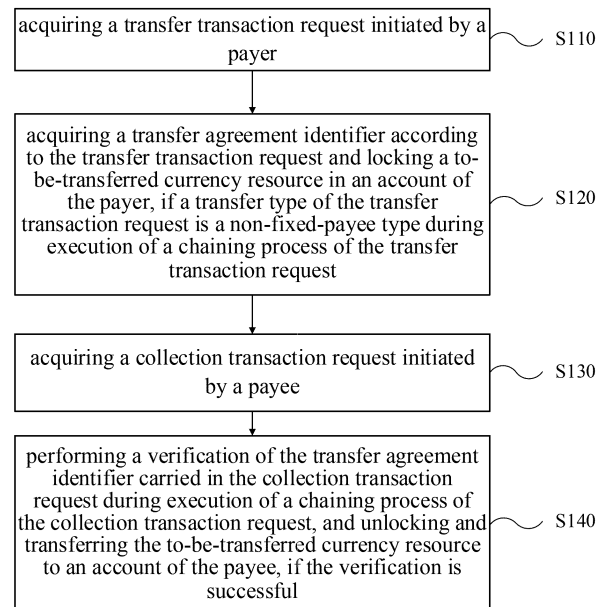 acquiring a transfer transaction request initiated by a
payer
S110
acquiring a transfer agreement identifier according
to the transfer transaction request and locking a to-
be-transferred currency resource in an account of
the payer, if a transfer type of the transfer
transaction request is a non-fixed-payee type during
execution of a chaining process of the transfer
transaction request
S120
acquiring a collection transaction request initiated
by a payee
S130
performing a verification of the transfer agreement
identifier carried in the collection transaction
request during execution of a chaining process of
the collection transaction request, and unlocking and
transferring the to-be-transferred currency resource
to an account of the payee, if the verification is
successful
S140